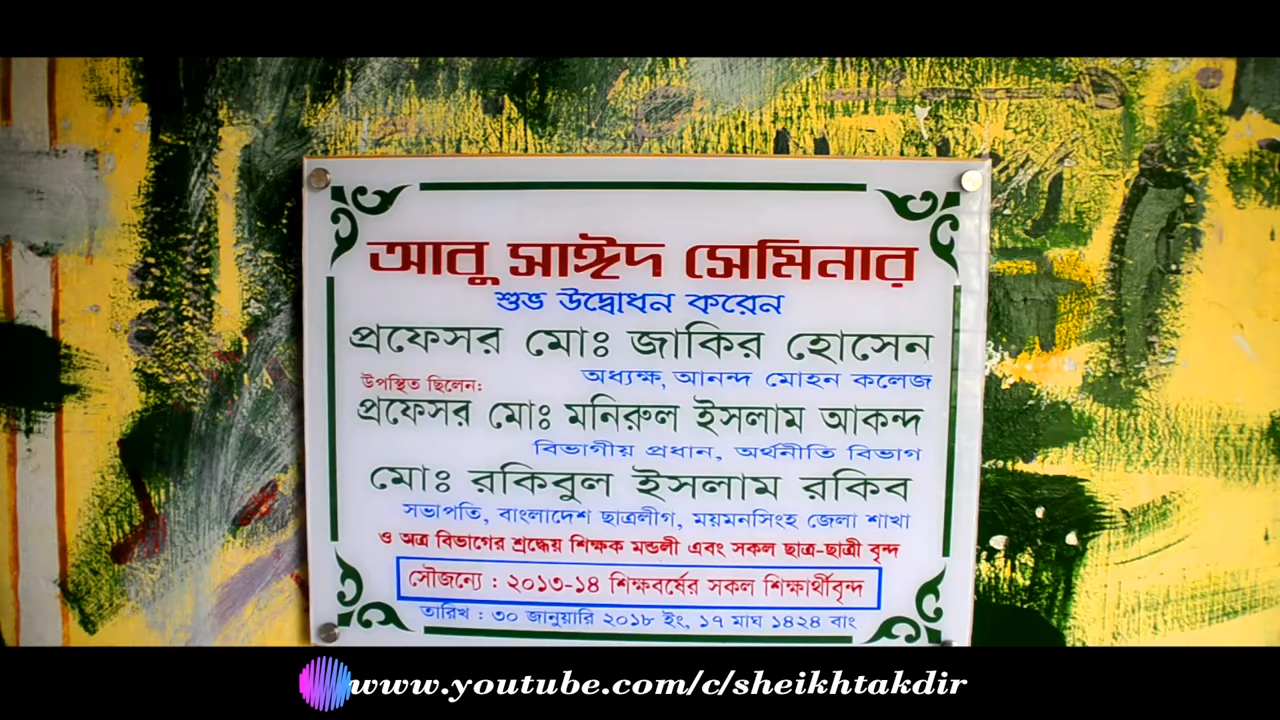 আবু সাঈদ সেমিনার
শুভ উদ্বোধন করেন
প্রফেসর মোঃ জাকির হোসেন
অধ্যক্ষ, আনন্দ মোহন কলেজ
উপস্থিত ছিলেন:
প্রফেসর মোঃ মনিরুল ইসলাম আকন্দ
বিভাগীয় প্রধান, অর্থনীতি বিভাগ
মোঃ রকিবুল ইসলাম রকিব
সভাপতি, বাংলাদেশ ছাত্রলীগ, ময়মনসিংহ জেলা শাখা
ও অত্র বিভাগের শ্রদ্ধেয় শিক্ষক মন্ডলী এবং সকল ছাত্র-ছাত্রী বৃন্দ
সৌজন্যে : ২০১৩-১৪ শিক্ষবর্ষের সকল শিক্ষার্থীবৃন্দ
তারিখ : ৩০ জানুয়ারি ২০১৮ ইং, ১৭ মাঘ ১৪২৪ বাং
www.youtube.com/c/sheikhtakdir